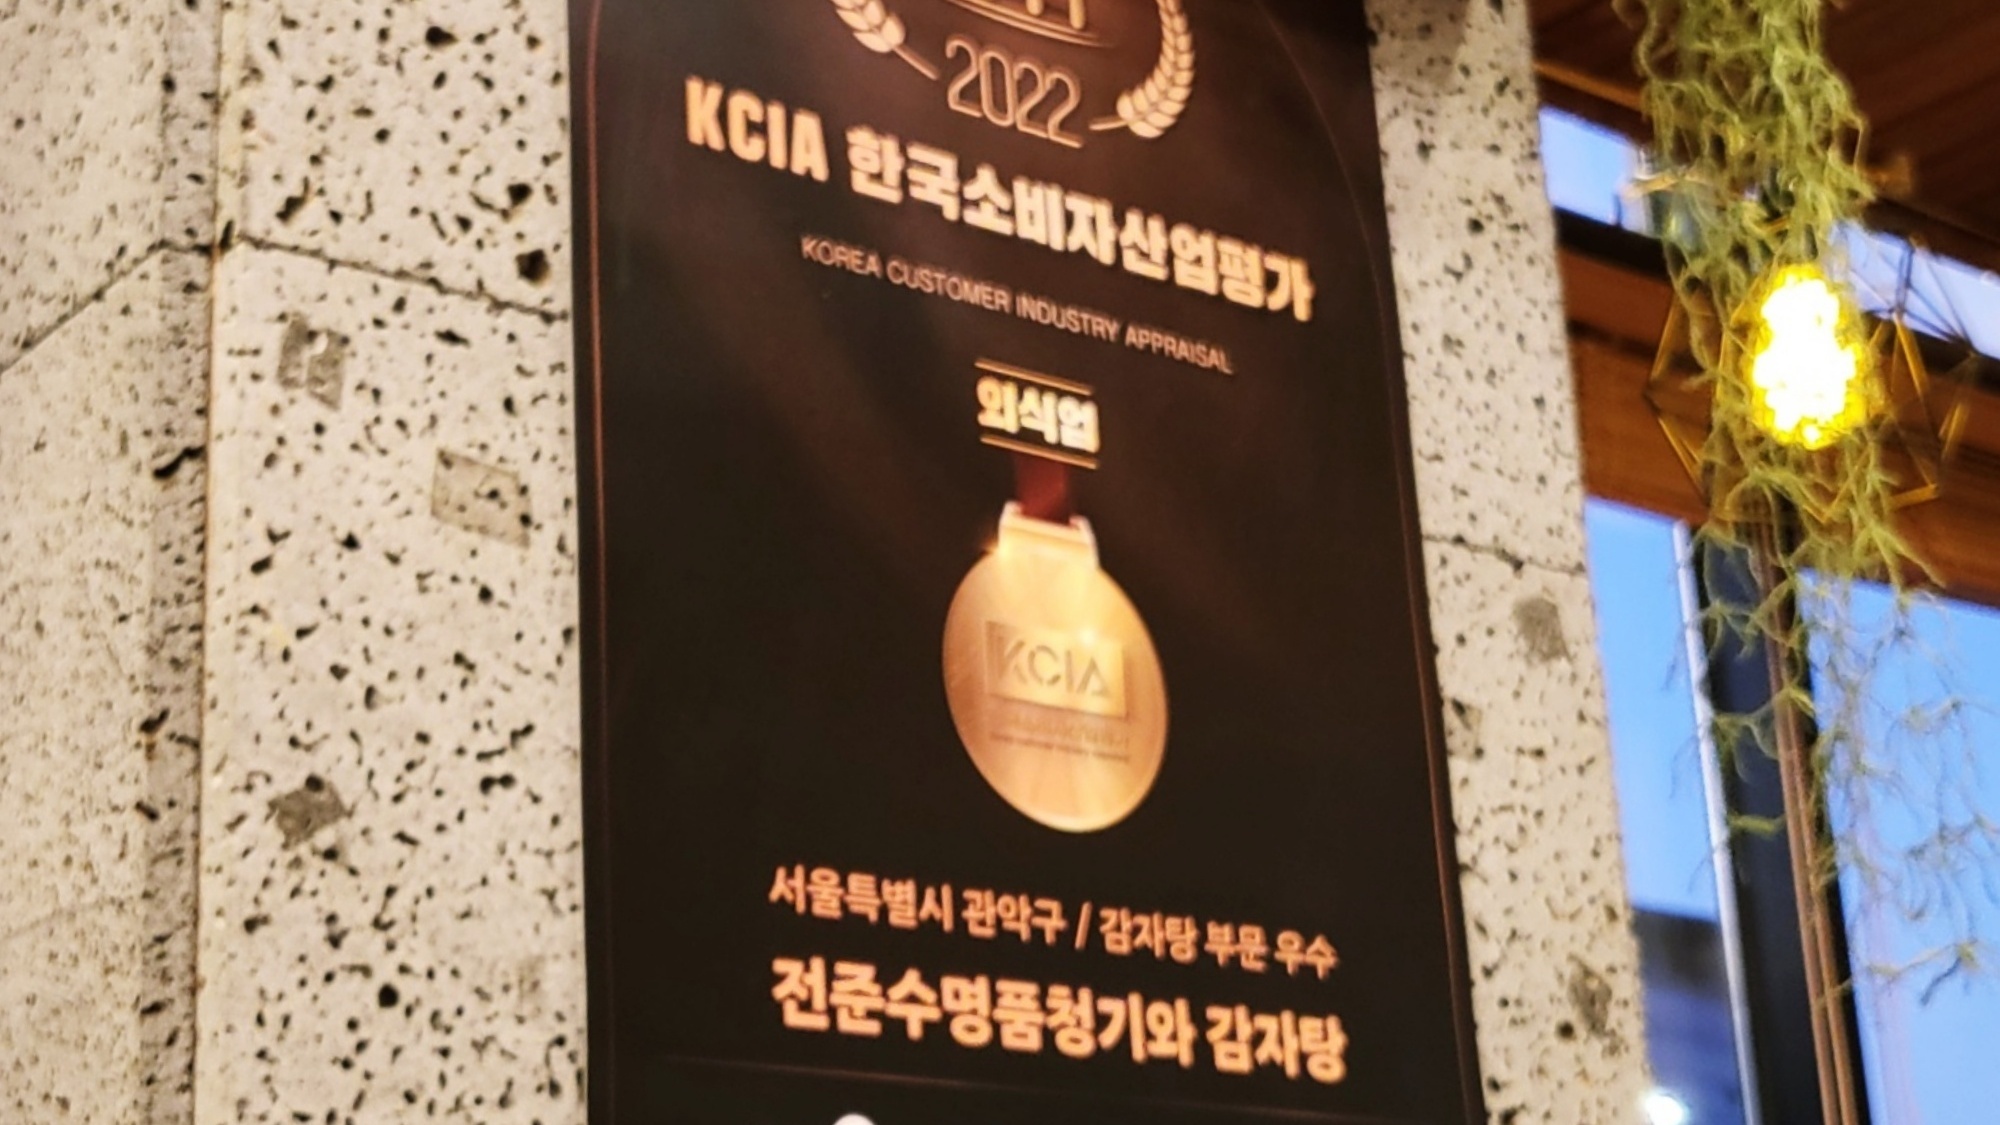 2022
KCIA 한국소비자산업평가
KOREA CUSTOMER INDUSTRY APPRAISAL
외식업
KCIA
서울특별시 관악구 / 감자탕 부문 우수
전준수명품청기와 감자탕